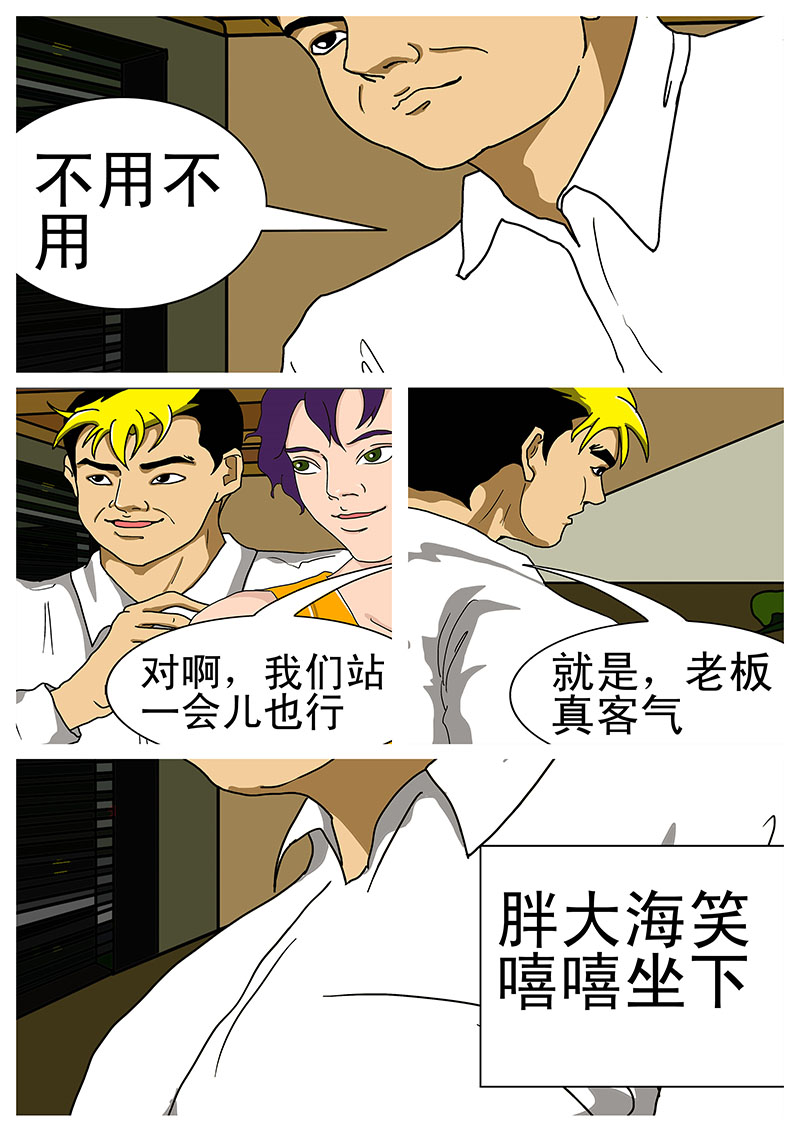 不用不
用
对啊，我们站
一会儿也行
就是，老板
真客气
胖大海笑
嘻嘻坐下